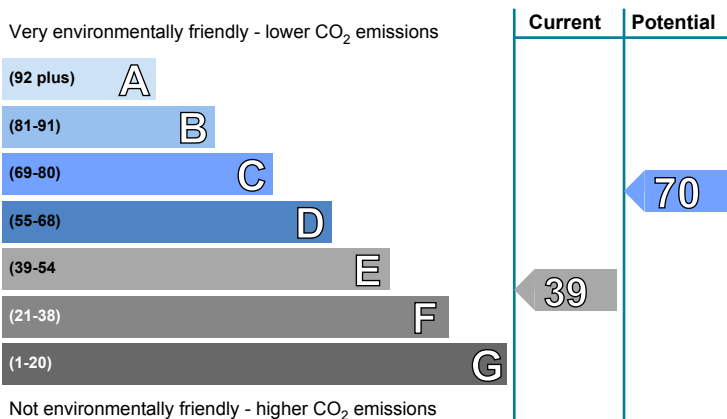 Very environmentally friendly - lower CO2 emissions
Current
Potential
(92 plus) A
(81-91) B
(69-80) C
70
(55-68) D
(39-54 E
39
(21-38) F
(1-20) G
Not environmentally friendly - higher CO2 emissions